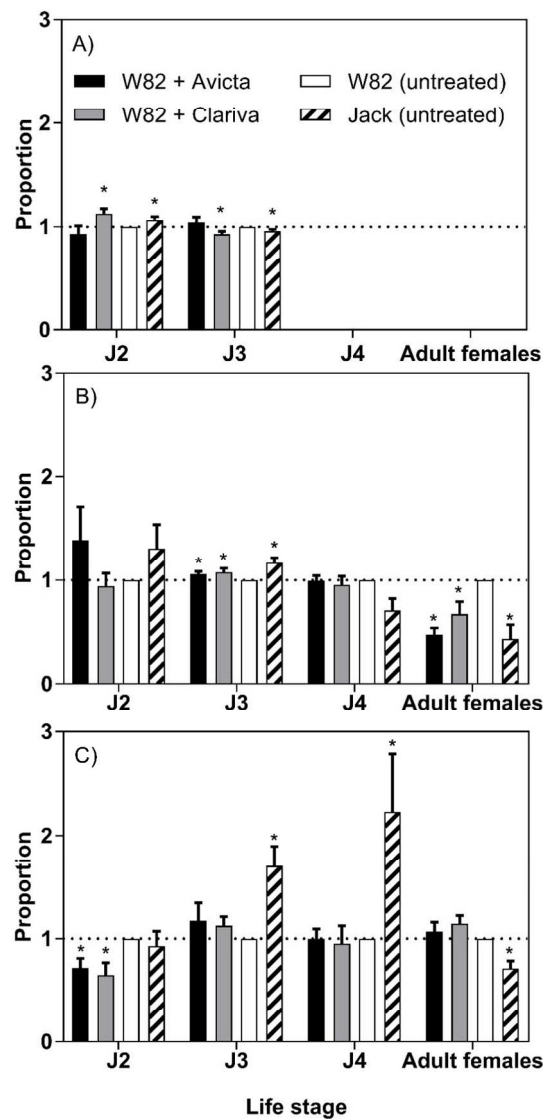 A)
W82 + Avicta W82 (untreated)
W82 + Clariva Jack (untreated)
Proportion
3
2
1
0
* * * *
J2 J3 J4 Adult females
B)
Proportion
3
2
1
0
* * * * *
J2 J3 J4 Adult females
C)
Proportion
3
2
1
0
* * * * *
J2 J3 J4 Adult females
Life stage